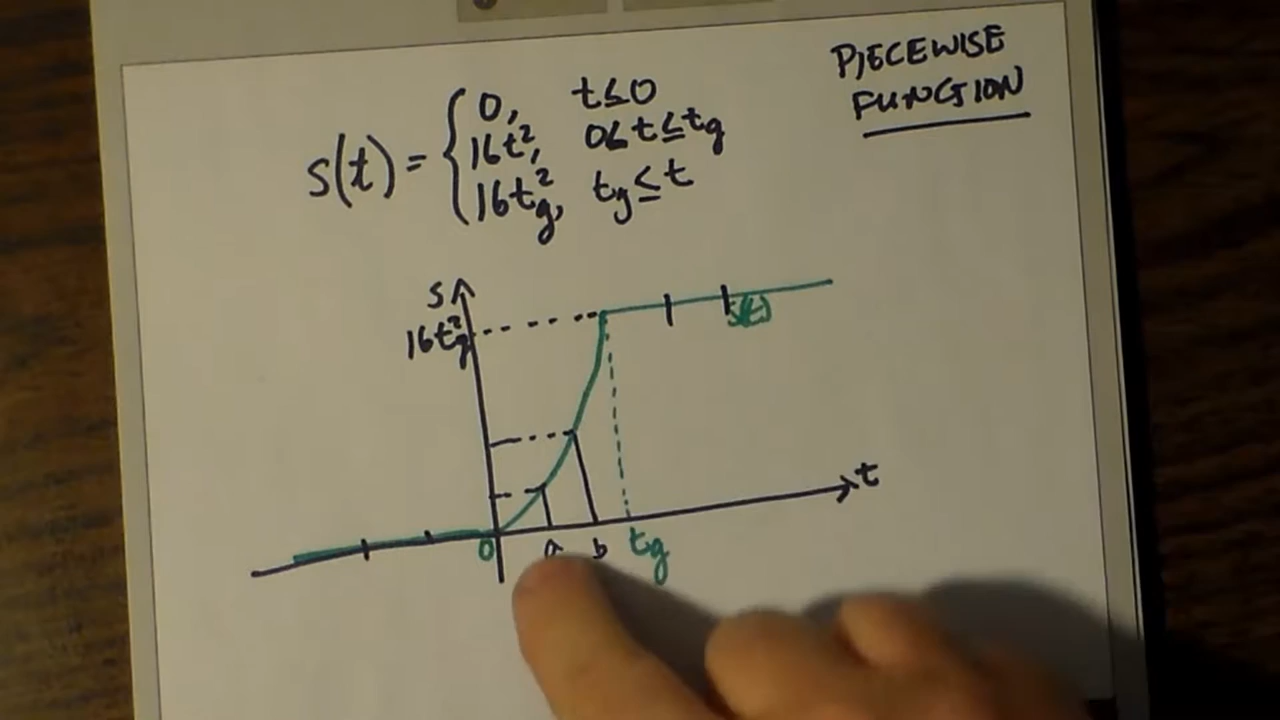 PIECEWISE
FUNCTION
s(t) = { 0, t≤0
16t², 0≤t≤tg
16tg², tg≤t
s
16tg²
s(t)
t
0 a b tg